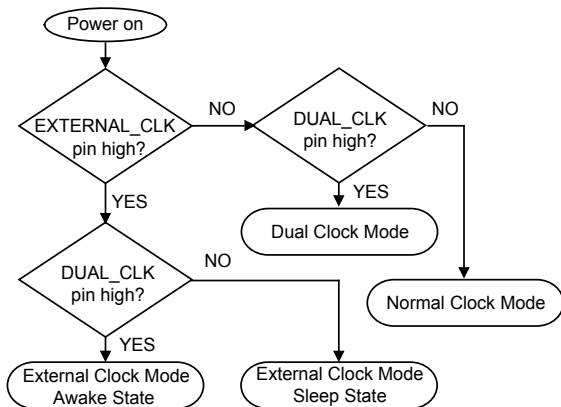 Power on
EXTERNAL_CLK
pin high?
NO
DUAL_CLK
pin high?
NO
YES
YES
Dual Clock Mode
DUAL_CLK
pin high?
NO
Normal Clock Mode
YES
External Clock Mode
Awake State
External Clock Mode
Sleep State